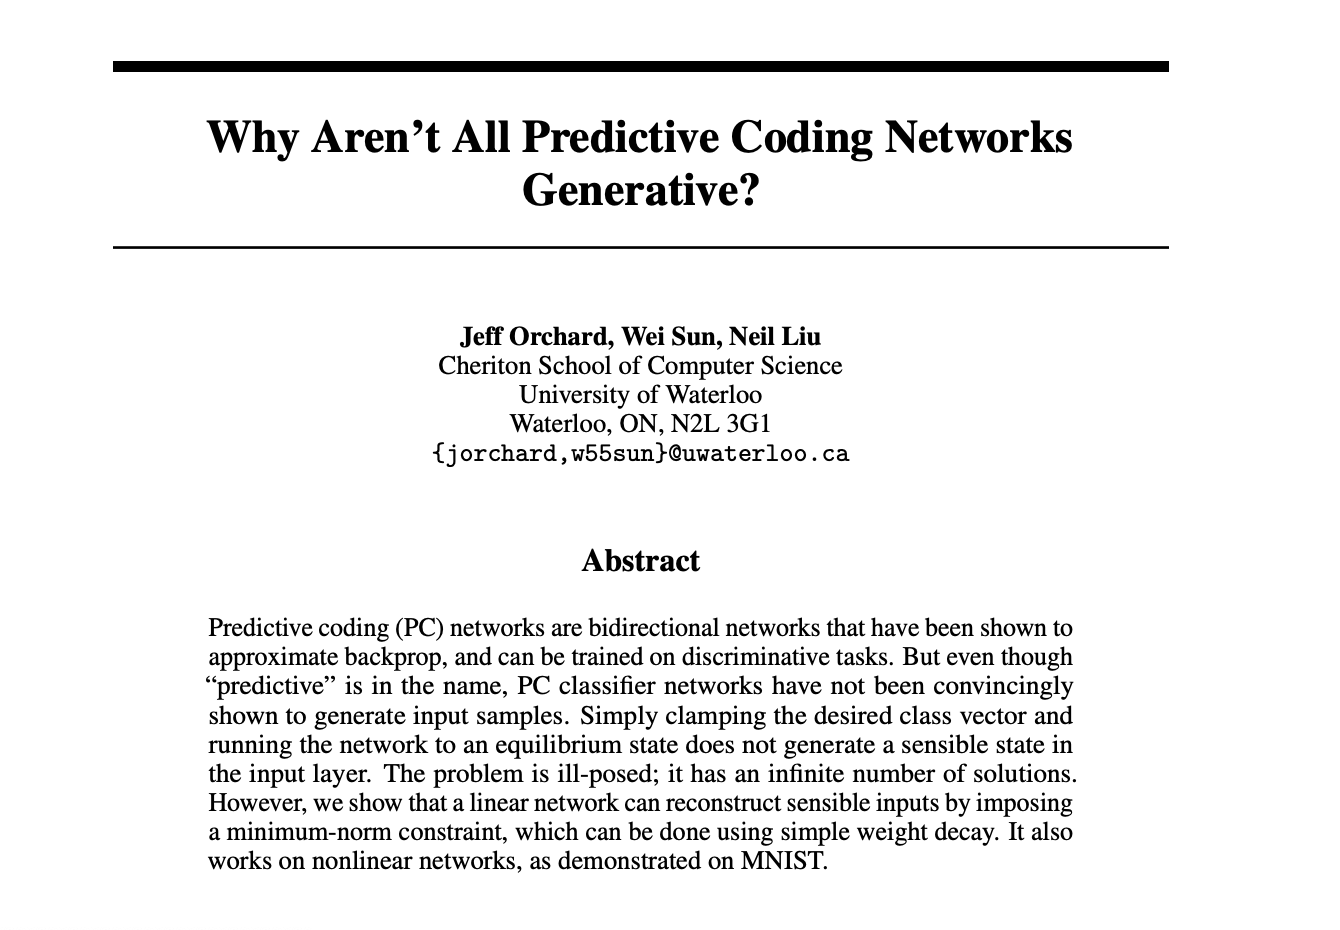 Why Aren’t All Predictive Coding Networks
Generative?
Jeff Orchard, Wei Sun, Neil Liu
Cheriton School of Computer Science
University of Waterloo
Waterloo, ON, N2L 3G1
{jorchard,w55sun}@uwaterloo.ca
Abstract
Predictive coding (PC) networks are bidirectional networks that have been shown to
approximate backprop, and can be trained on discriminative tasks. But even though
“predictive” is in the name, PC classifier networks have not been convincingly
shown to generate input samples. Simply clamping the desired class vector and
running the network to an equilibrium state does not generate a sensible state in
the input layer. The problem is ill-posed; it has an infinite number of solutions.
However, we show that a linear network can reconstruct sensible inputs by imposing
a minimum-norm constraint, which can be done using simple weight decay. It also
works on nonlinear networks, as demonstrated on MNIST.